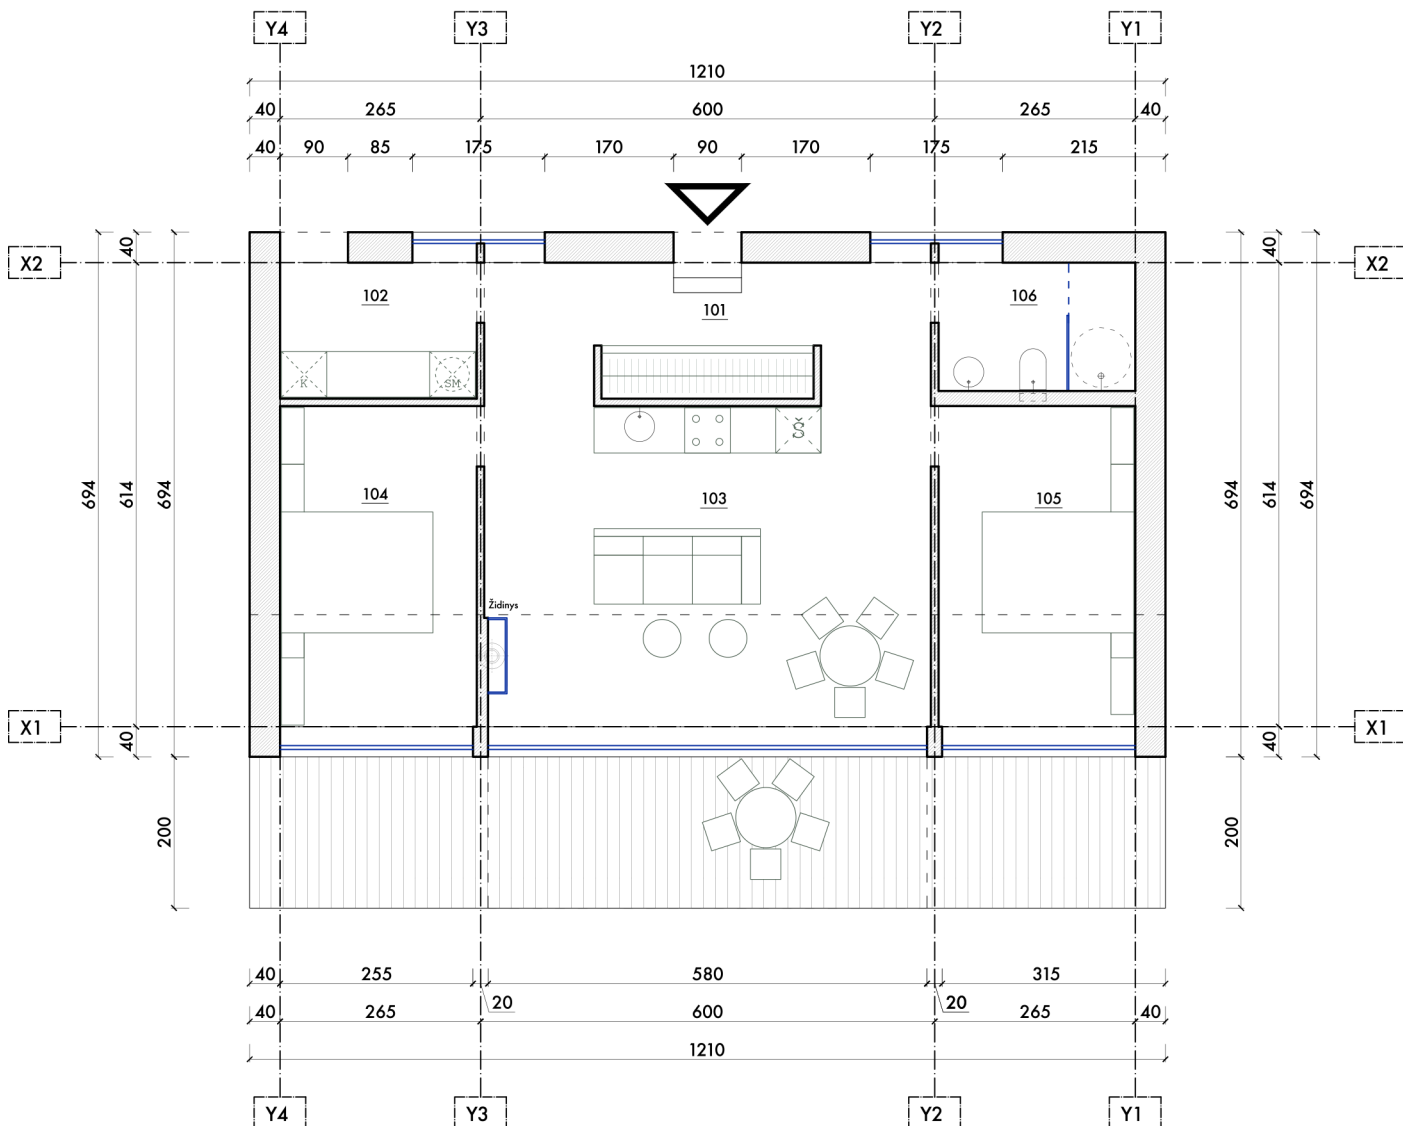 Y4 Y3 Y2 Y1
1210
40 265 600 265 40
40 90 85 175 170 90 170 175 215
X2 40 40 X2
102 101 106
K SM
Š
694 614 694 104 103 105 694 614 694
Židinys
X1 40 40 X1
200 200
40 255 580 315
20 20
40 265 600 265 40
1210
Y4 Y3 Y2 Y1